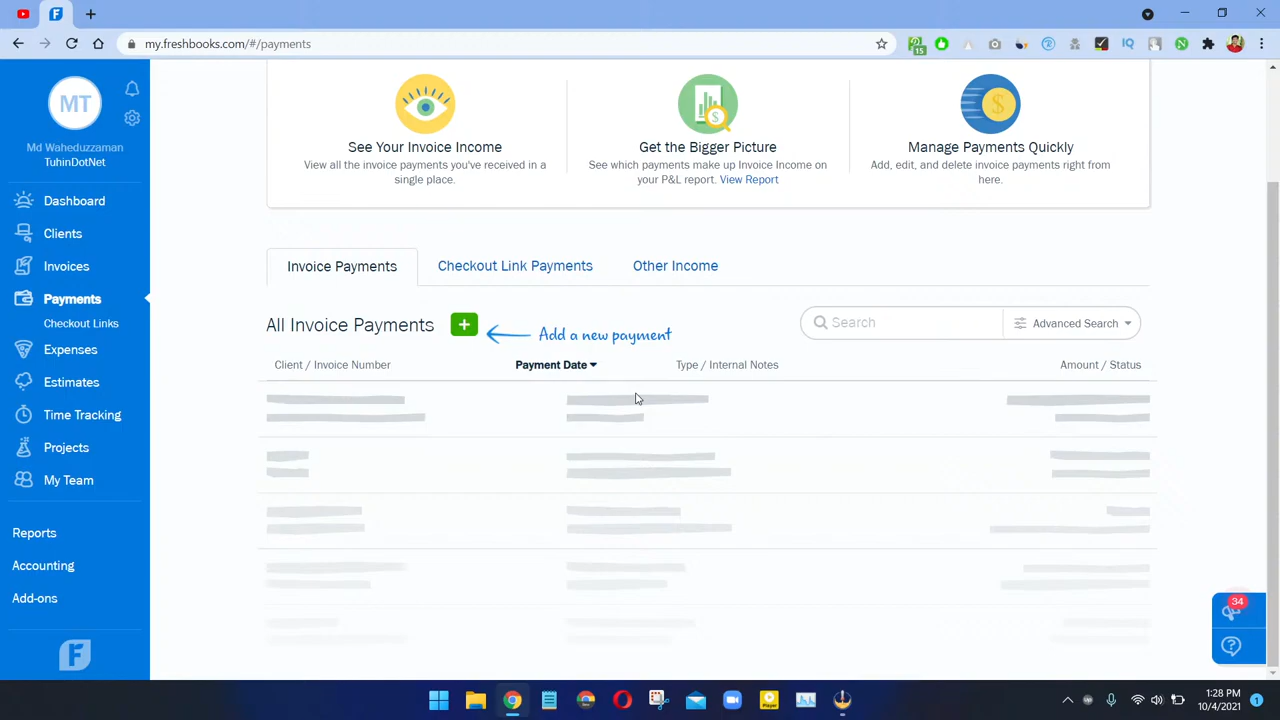 my.freshbooks.com/#/payments
15
MT
Md Waheduzzaman
TuhinDotNet
Dashboard
Clients
Invoices
Payments
Checkout Links
Expenses
Estimates
Time Tracking
Projects
My Team
Reports
Accounting
Add-ons
F
See Your Invoice Income
View all the invoice payments you've received in a
single place.
Get the Bigger Picture
See which payments make up Invoice Income on
your P&L report. View Report
Manage Payments Quickly
Add, edit, and delete invoice payments right from
here.
Invoice Payments
Checkout Link Payments
Other Income
All Invoice Payments
Add a new payment
Search
Advanced Search
Client / Invoice Number
Payment Date
Type / Internal Notes
Amount / Status
34
1:28 PM
10/4/2021
1